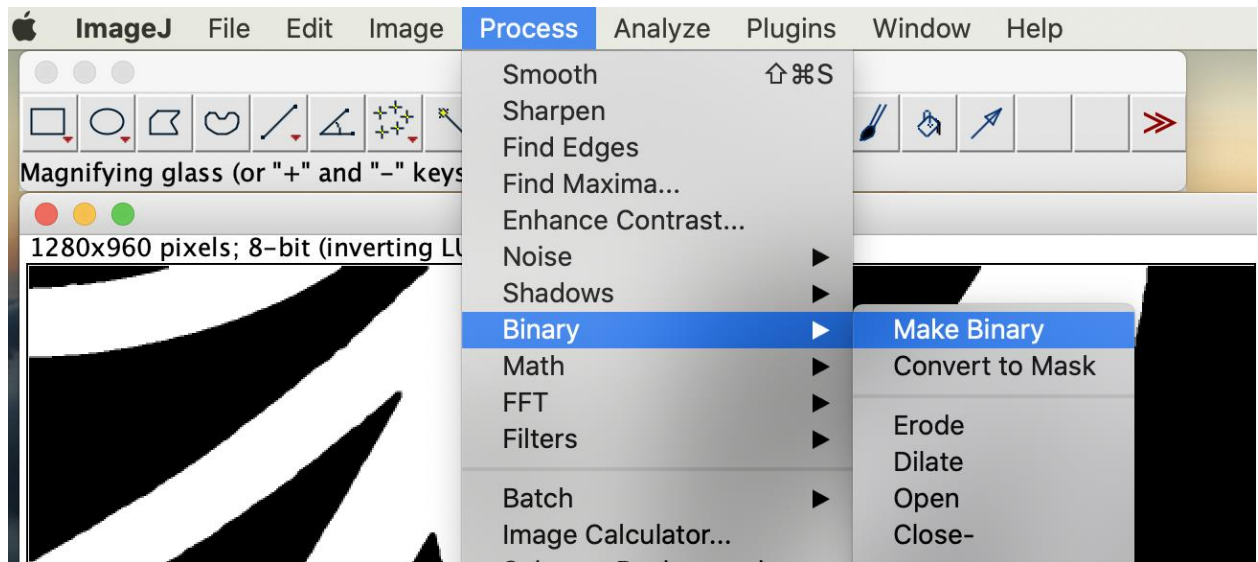 ImageJ File Edit Image Process Analyze Plugins Window Help
Smooth ⇧⌘S
Sharpen
Find Edges
Magnifying glass (or "+" and "-" keys
Find Maxima...
Enhance Contrast...
1280x960 pixels; 8-bit (inverting
Noise
Shadows
Binary
Make Binary
Math
Convert to Mask
FFT
Filters
Erode
Dilate
Batch
Open
Image Calculator...
Close-